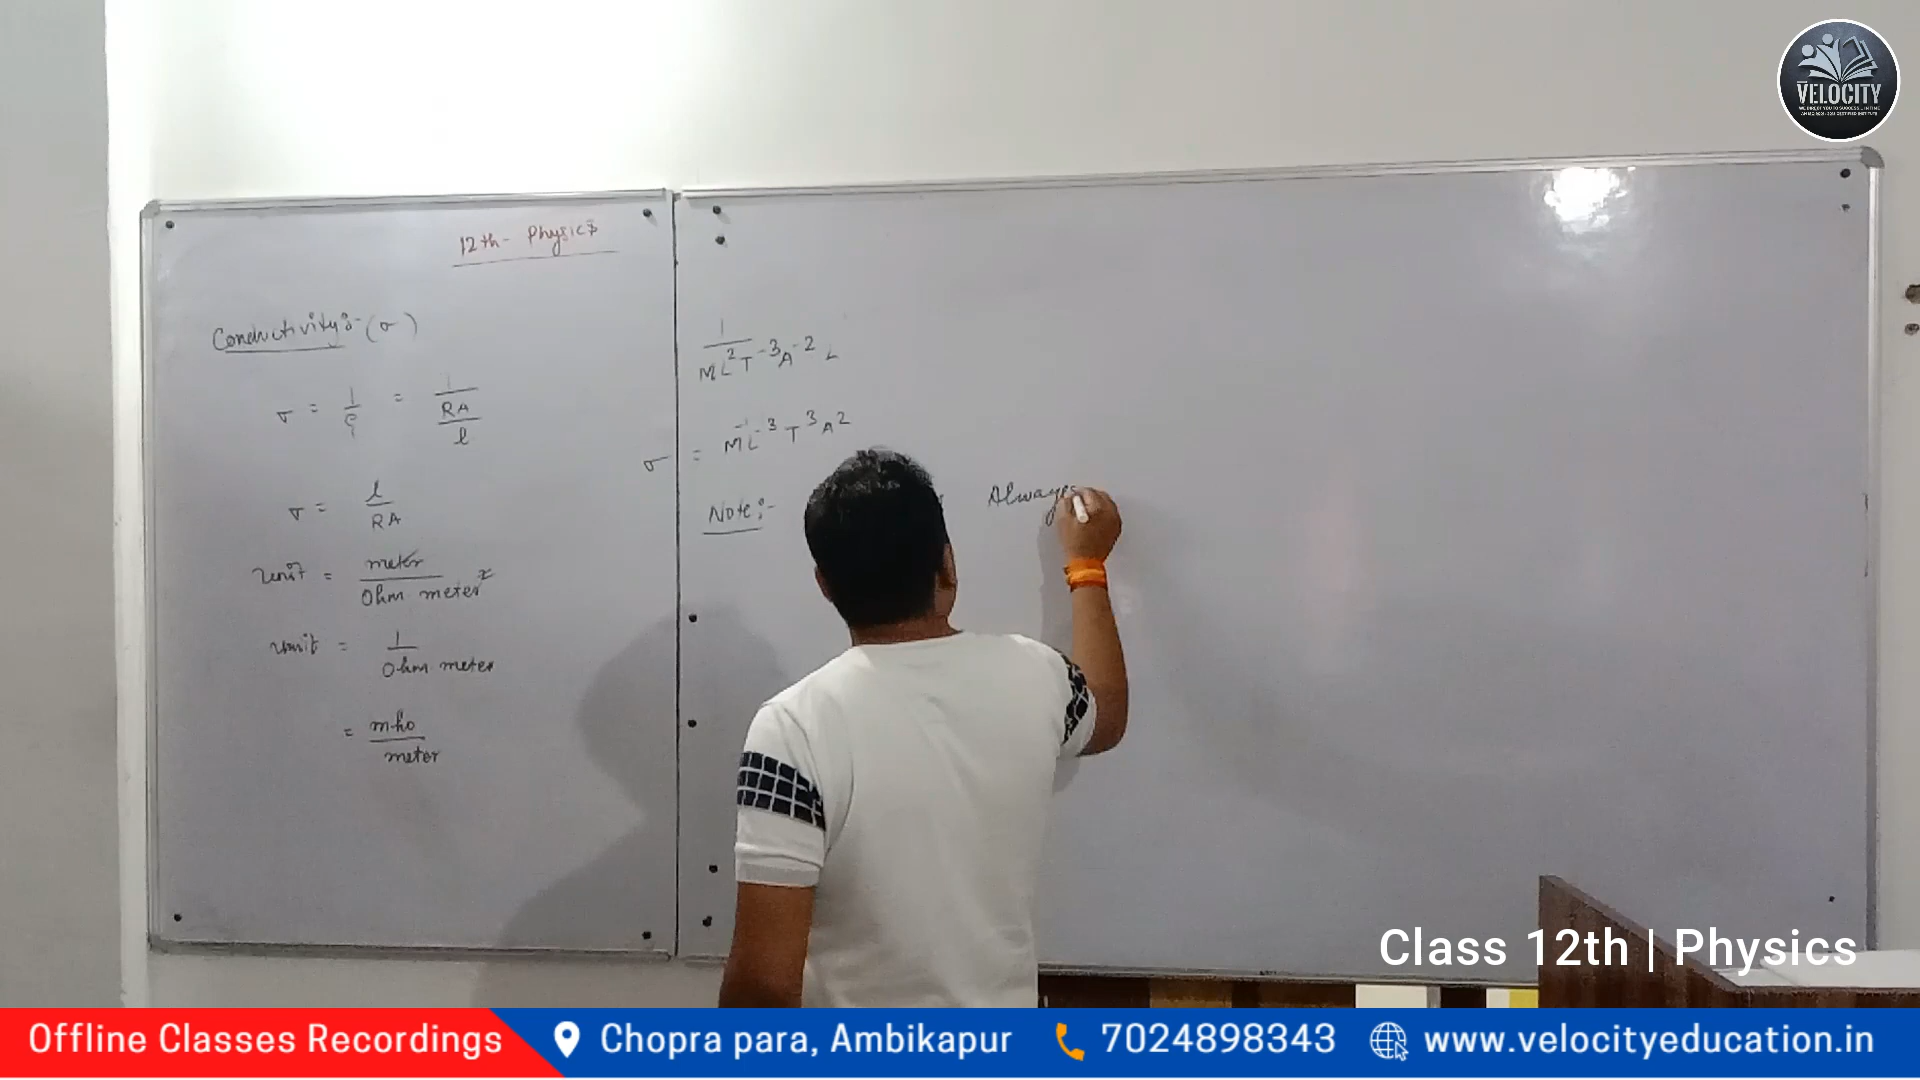 VELOCITY
12th- Physics
Conductivity:- (σ)
σ = 1/ρ = 1/(RA/l)
σ = l/RA
unit = meter/Ohm meter²
unit = 1/Ohm meter
= mho/meter
1/ML²T⁻³A⁻² L
σ = M⁻¹L⁻³T³A²
Note:- Always
Class 12th | Physics
Offline Classes Recordings
Chopra para, Ambikapur
7024898343
www.velocityeducation.in